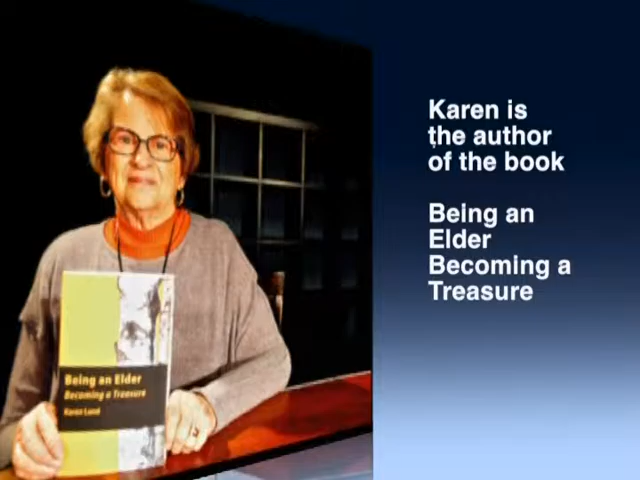 Karen is
the author
of the book
Being an
Elder
Becoming a
Treasure
Being an Elder
Becoming a Treasure
Karen Lund